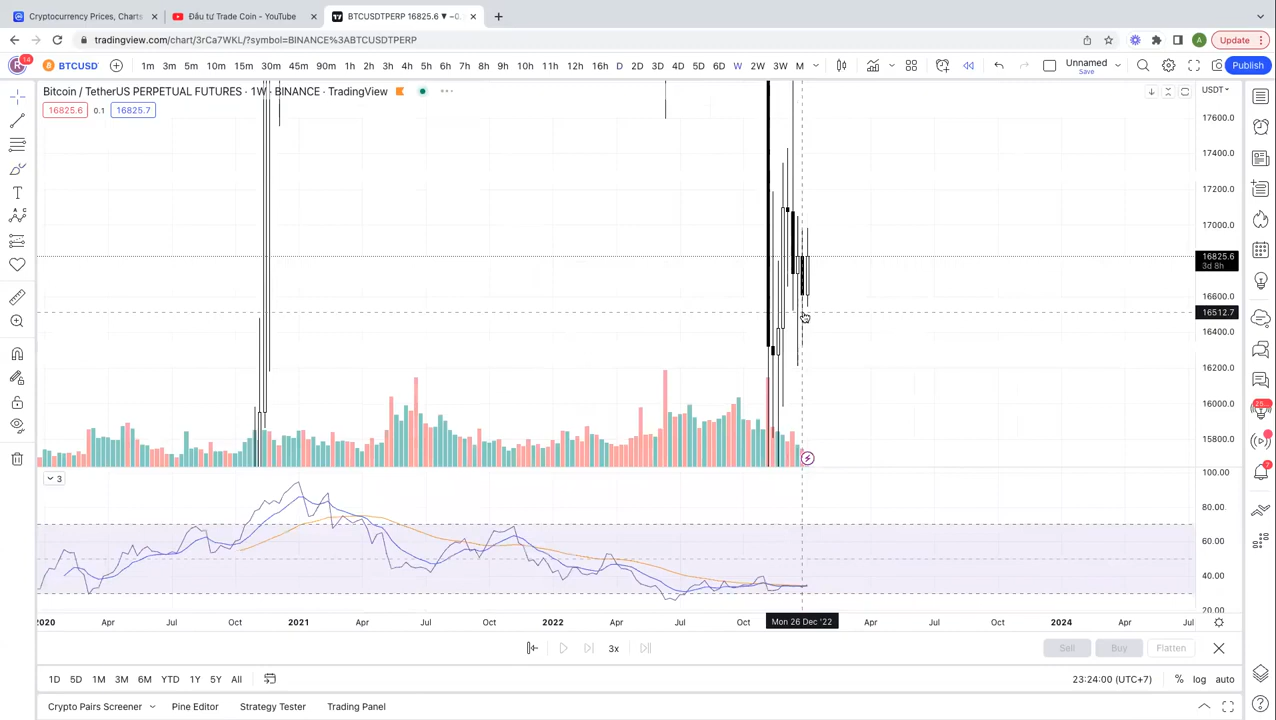 Cryptocurrency Prices, Charts
Đầu tư Trade Coin - YouTube
BTCUSDTPERP 16825.6 ▼ −0.
tradingview.com/chart/3rCa7WKL/?symbol=BINANCE%3ABTCUSDTPERP
A
Update
14
BTCUSD
1m 3m 5m 10m 15m 30m 45m 90m 1h 2h 3h 4h 5h 6h 7h 8h 9h 10h 11h 12h 16h D 2D 3D 4D 5D 6D W 2W 3W M
Unnamed
Save
Publish
Bitcoin / TetherUS PERPETUAL FUTURES · 1W · BINANCE · TradingView
USDT
16825.6 0.1 16825.7
17600.0
17400.0
17200.0
17000.0
16825.6
3d 8h
16600.0
16512.7
16400.0
16200.0
16000.0
15800.0
3
100.00
80.00
60.00
40.00
20.00
2020 Apr Jul Oct 2021 Apr Jul Oct 2022 Apr Jul Oct Mon 26 Dec '22 Apr Jul Oct 2024 Apr Jul
3x
Sell Buy Flatten
1D 5D 1M 3M 6M YTD 1Y 5Y All
23:24:00 (UTC+7) % log auto
Crypto Pairs Screener Pine Editor Strategy Tester Trading Panel
7